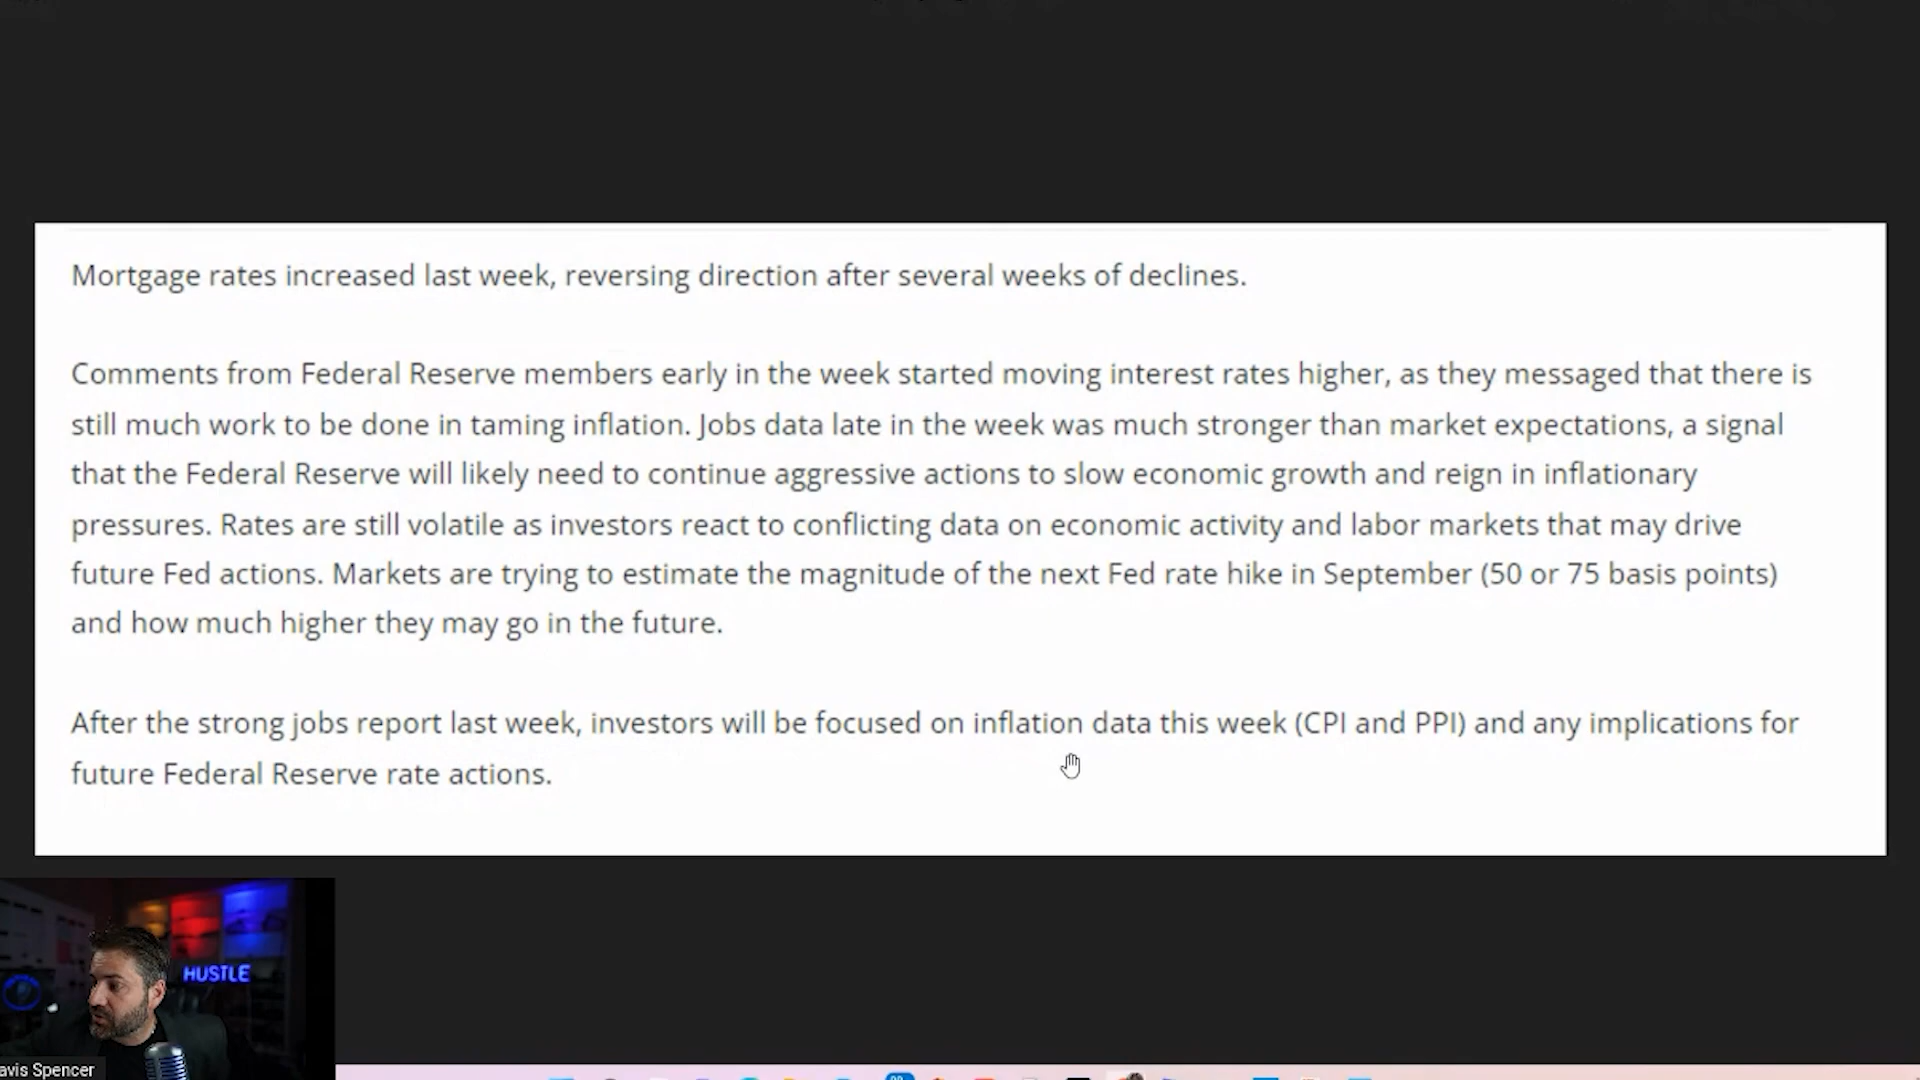 Mortgage rates increased last week, reversing direction after several weeks of declines.
Comments from Federal Reserve members early in the week started moving interest rates higher, as they messaged that there is
still much work to be done in taming inflation. Jobs data late in the week was much stronger than market expectations, a signal
that the Federal Reserve will likely need to continue aggressive actions to slow economic growth and reign in inflationary
pressures. Rates are still volatile as investors react to conflicting data on economic activity and labor markets that may drive
future Fed actions. Markets are trying to estimate the magnitude of the next Fed rate hike in September (50 or 75 basis points)
and how much higher they may go in the future.
After the strong jobs report last week, investors will be focused on inflation data this week (CPI and PPI) and any implications for
future Federal Reserve rate actions.
HUSTLE
avis Spencer